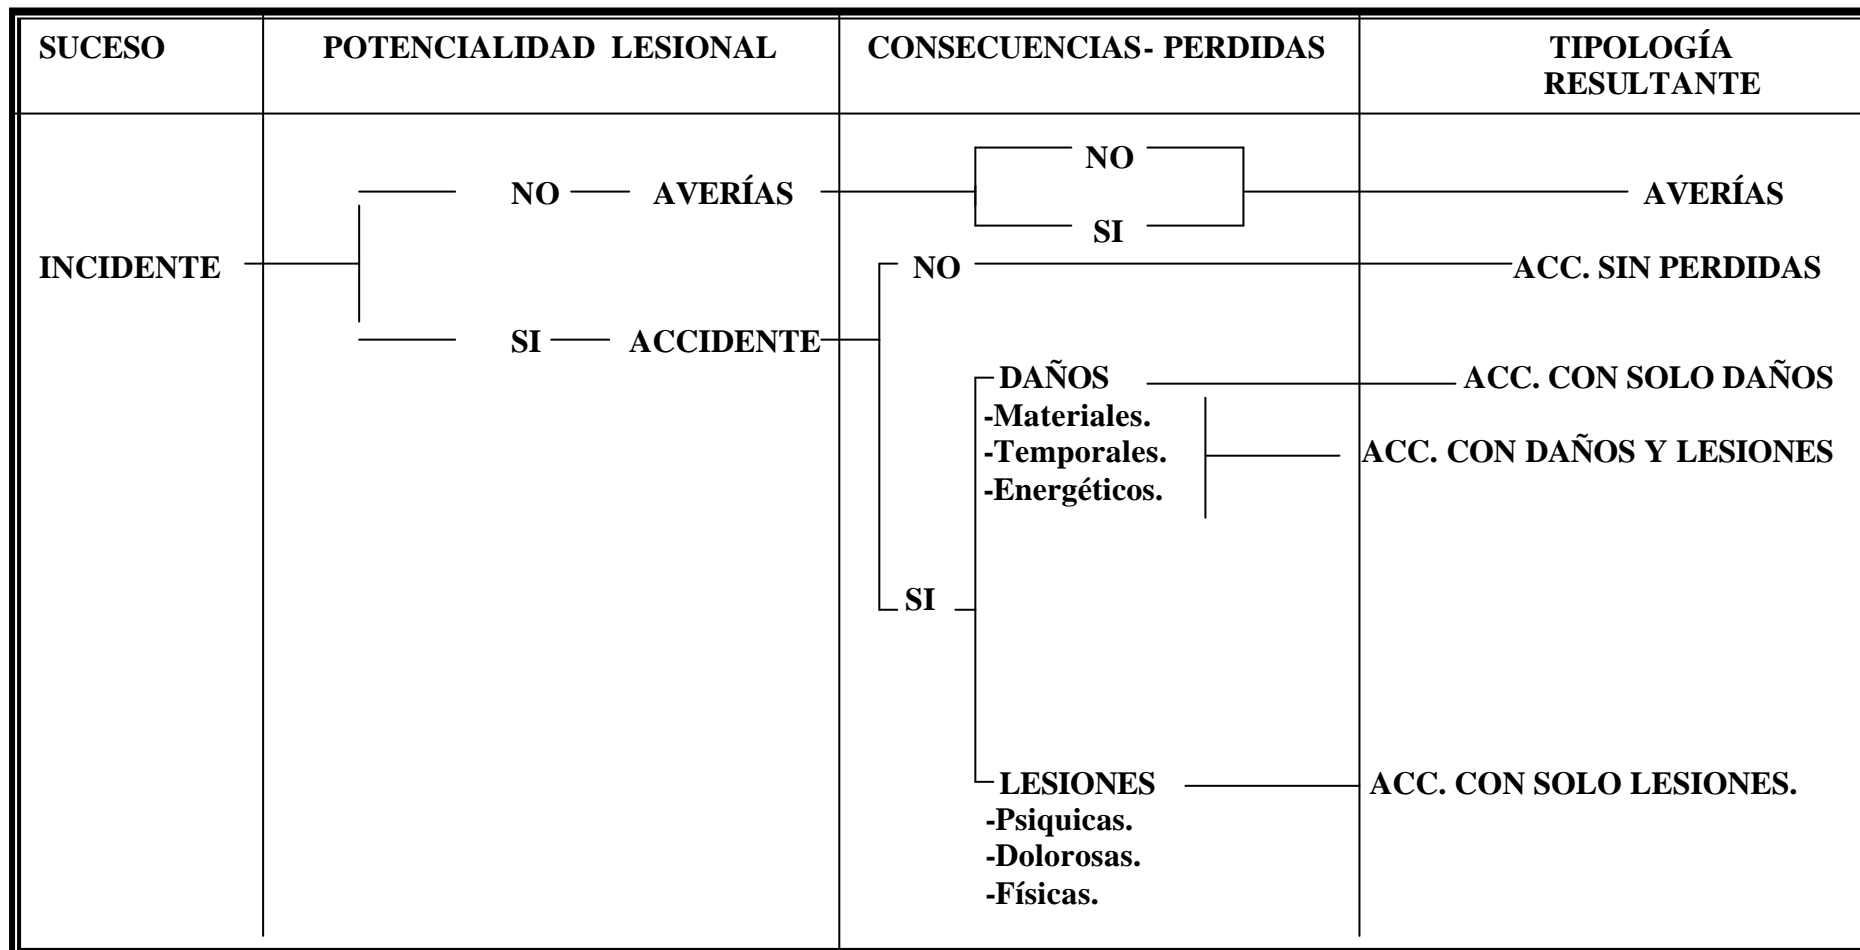 SUCESO
POTENCIALIDAD LESIONAL
CONSECUENCIAS- PERDIDAS
TIPOLOGÍA
RESULTANTE
NO
NO
AVERÍAS
AVERÍAS
SI
INCIDENTE
NO
ACC. SIN PERDIDAS
SI
ACCIDENTE
DAÑOS
ACC. CON SOLO DAÑOS
-Materiales.
-Temporales.
ACC. CON DAÑOS Y LESIONES
-Energéticos.
SI
LESIONES
ACC. CON SOLO LESIONES.
-Psiquicas.
-Dolorosas.
-Físicas.